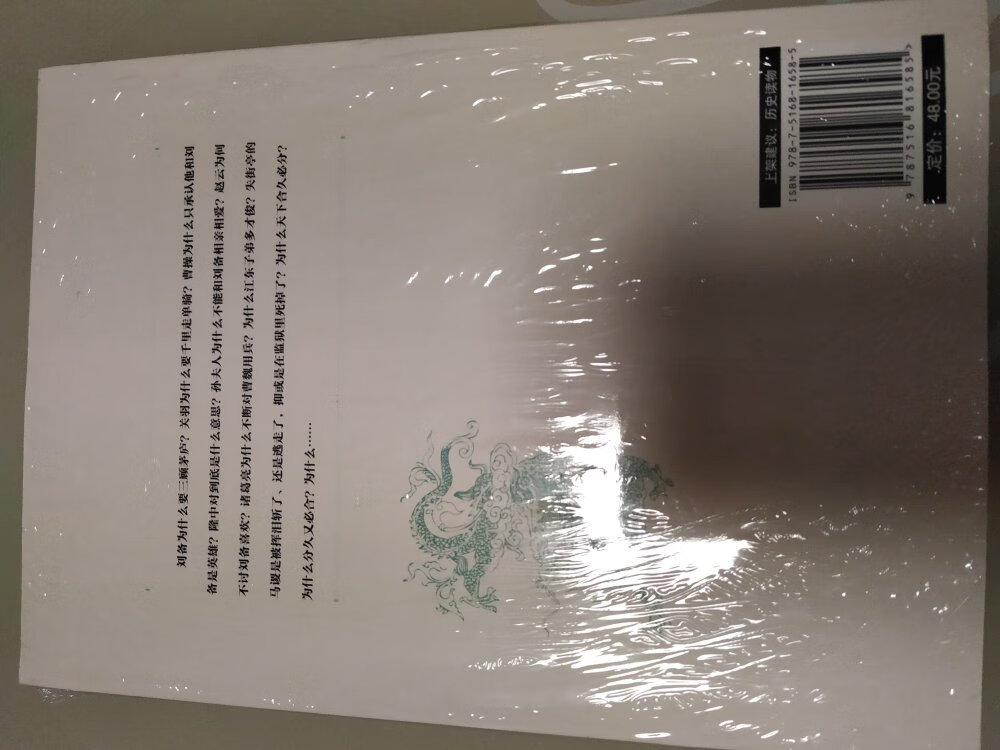 刘备为什么要三顾茅庐？关羽为什么要千里走单骑？曹操为什么只承认他和刘
备是英雄？隆中对到底是什么意思？孙夫人为什么不能和刘备相亲相爱？赵云为何
不讨刘备喜欢？诸葛亮为什么不断对曹魏用兵？为什么江东子弟多才俊？失街亭的
马谡是被挥泪斩了、还是逃走了，抑或是在监狱里死掉了？为什么天下合久必分？
为什么分久又必合？为什么……
上架建议：历史读物
ISBN 978-7-5168-1658-5
9 787516 816585 >
定价：48.00元